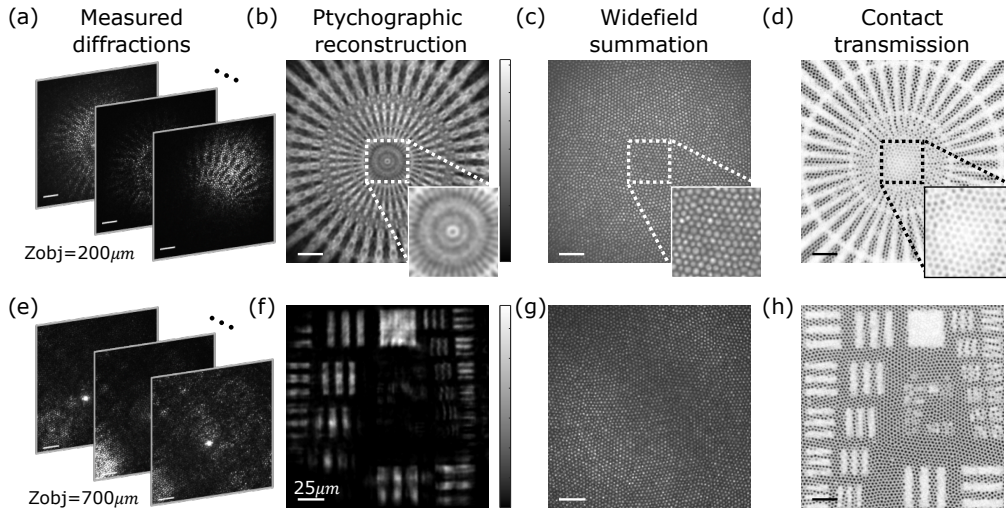 (a) Measured diffractions
(b) Ptychographic reconstruction
(c) Widefield summation
(d) Contact transmission
Zobj=200μm
(e)
(f)
(g)
(h)
Zobj=700μm
25μm